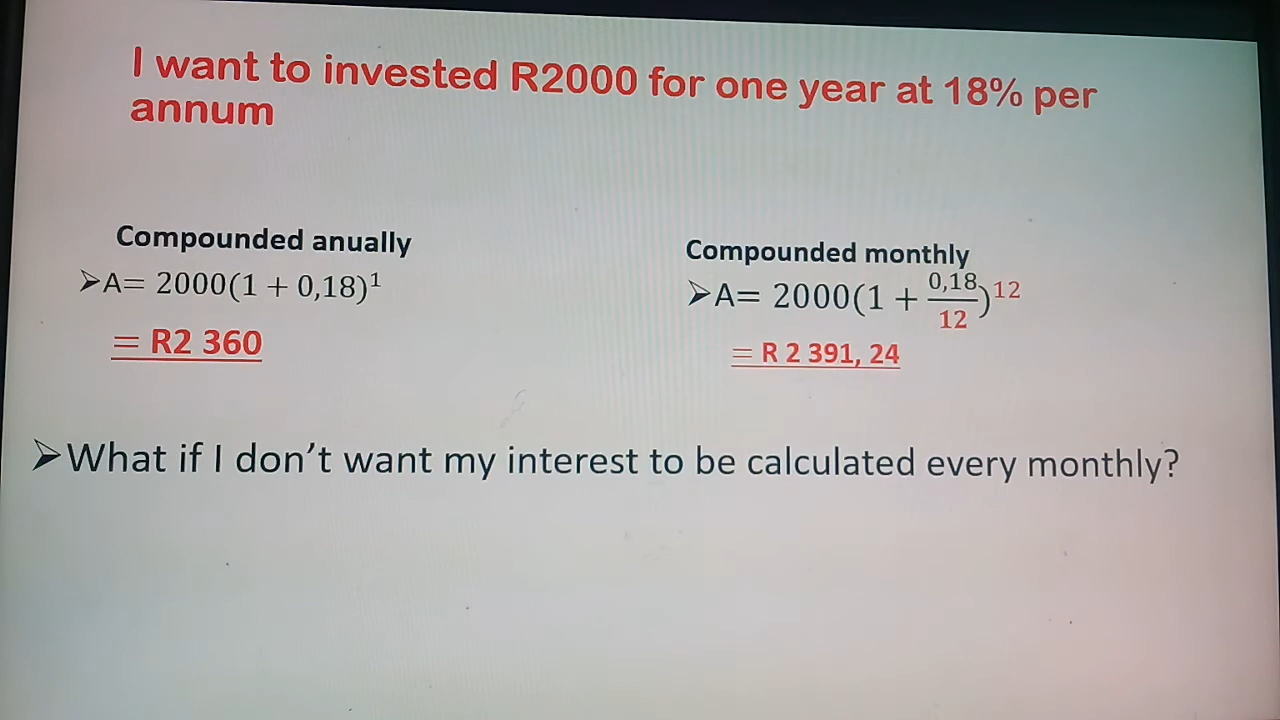 I want to invested R2000 for one year at 18% per
annum
Compounded anually
➢A= 2000(1 + 0,18)¹
= R2 360
Compounded monthly
➢A= 2000(1 + \frac{0,18}{12})¹²
= R 2 391, 24
➢What if I don’t want my interest to be calculated every monthly?